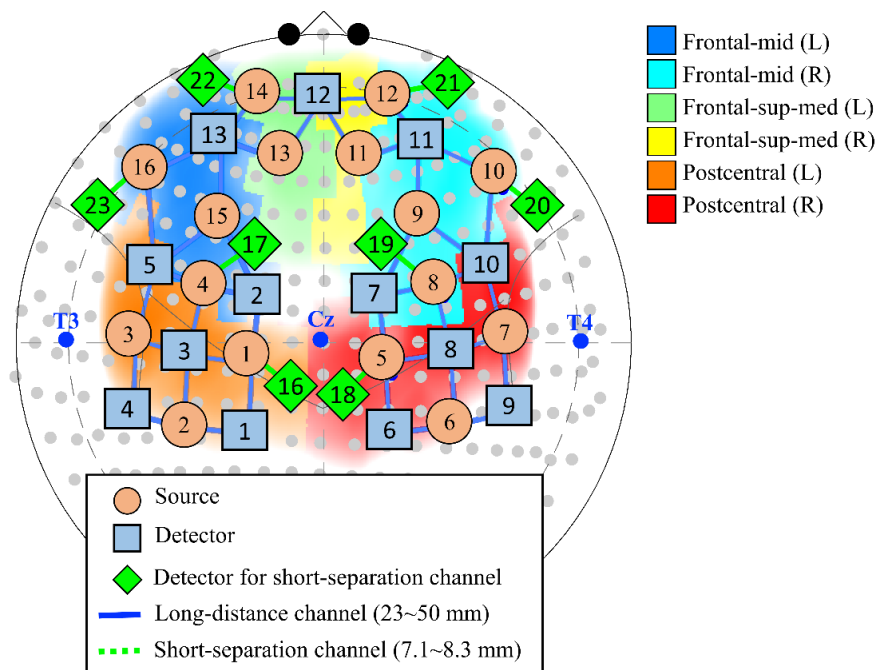 22
14
12
12
21
13
13
11
11
16
10
23
15
9
20
17
19
5
4
2
7
8
10
T3
Cz
T4
3
3
1
5
8
7
16
18
4
2
1
6
6
9
Frontal-mid (L)
Frontal-mid (R)
Frontal-sup-med (L)
Frontal-sup-med (R)
Postcentral (L)
Postcentral (R)
Source
Detector
Detector for short-separation channel
Long-distance channel (23~50 mm)
Short-separation channel (7.1~8.3 mm)